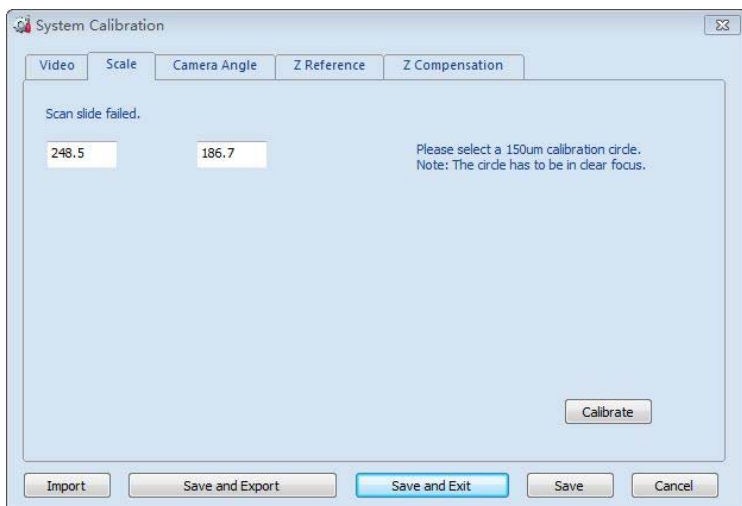 System Calibration
Video
Scale
Camera Angle
Z Reference
Z Compensation
Scan slide failed.
248.5
186.7
Please select a 150um calibration circle.
Note: The circle has to be in clear focus.
Calibrate
Import
Save and Export
Save and Exit
Save
Cancel